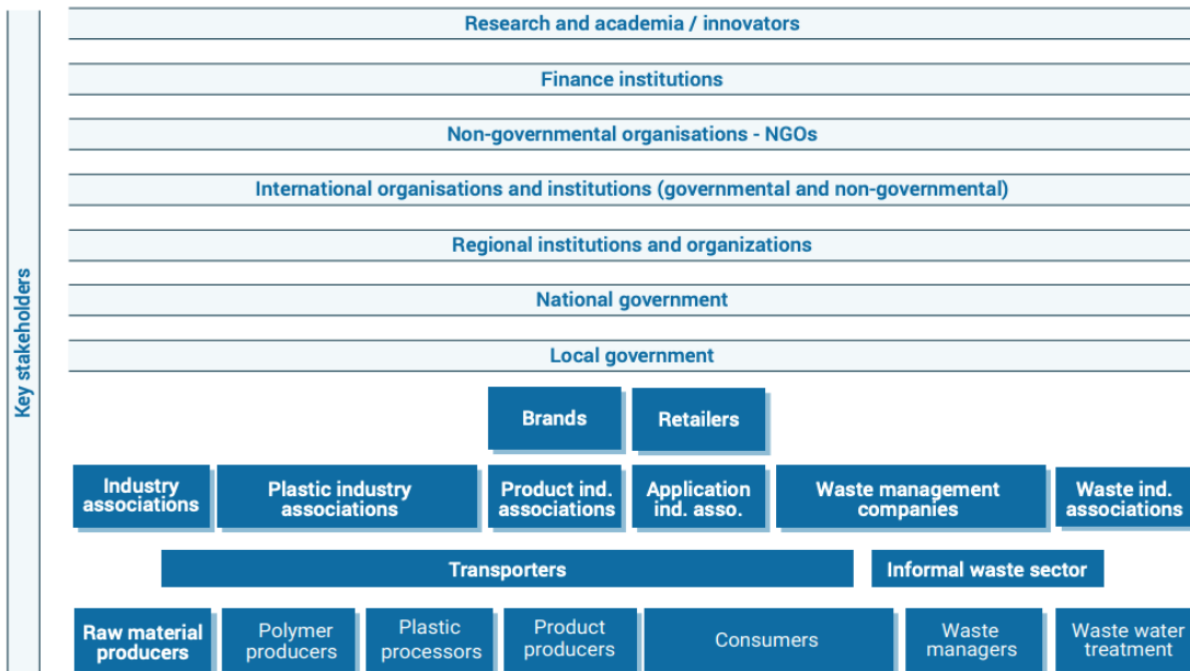 Key stakeholders
Research and academia / innovators
Finance institutions
Non-governmental organisations - NGOs
International organisations and institutions (governmental and non-governmental)
Regional institutions and organizations
National government
Local government
Brands
Retailers
Industry
associations
Plastic industry
associations
Product ind.
associations
Application
ind. asso.
Waste management
companies
Waste ind.
associations
Transporters
Informal waste sector
Raw material
producers
Polymer
producers
Plastic
processors
Product
producers
Consumers
Waste
managers
Waste water
treatment